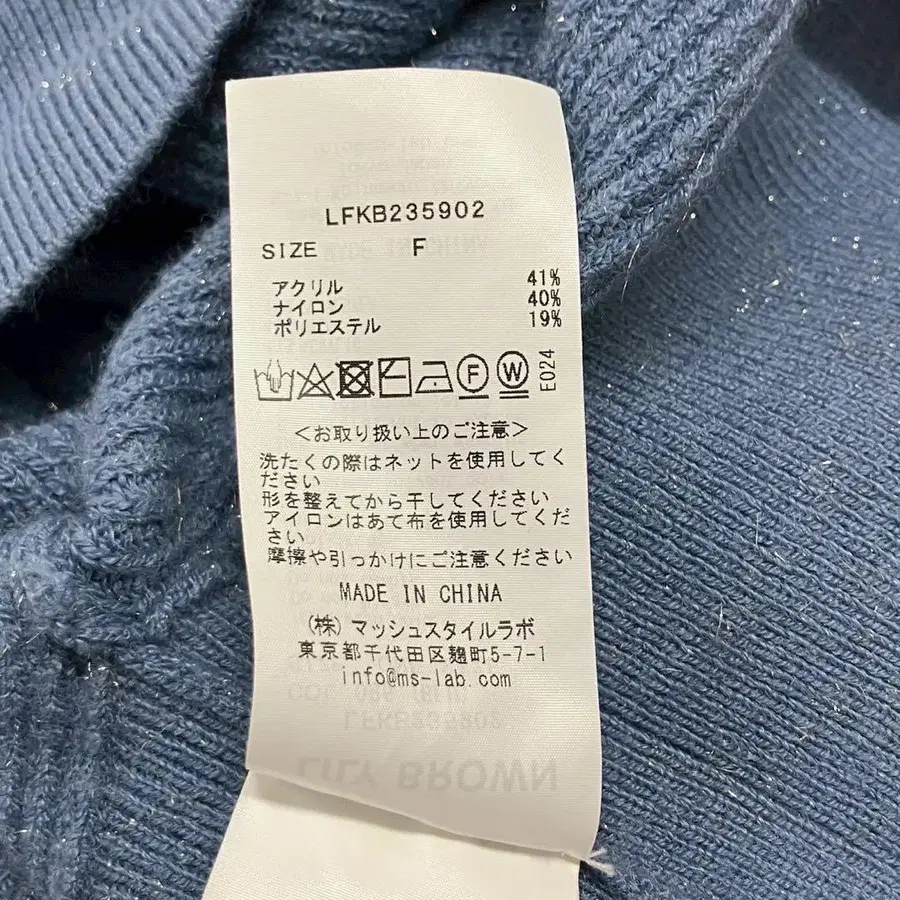 LFKB235902
SIZE F
アクリル 41%
ナイロン 40%
ポリエステル 19%
F W E024
<お取り扱い上のご注意>
洗たくの際はネットを使用してく
ださい
形を整えてから干してください
アイロンはあて布を使用してくだ
さい
摩擦や引っかけにご注意ください
MADE IN CHINA
(株)マッシュスタイルラボ
東京都千代田区麹町5-7-1
info@ms-lab.com
LFKB235902
LILY BROWN